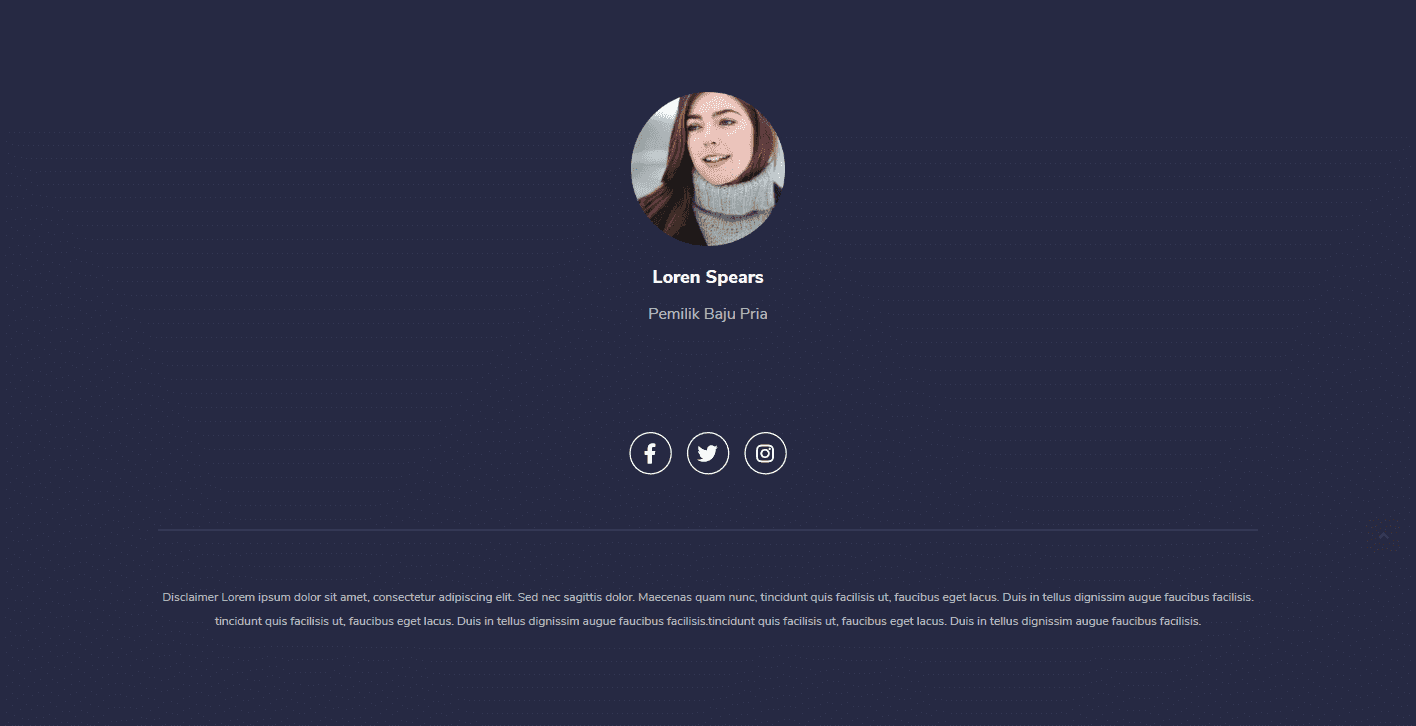 Loren Spears
Pemilik Baju Pria
Disclaimer Lorem ipsum dolor sit amet, consectetur adipiscing elit. Sed nec sagittis dolor. Maecenas quam nunc, tincidunt quis facilisis ut, faucibus eget lacus. Duis in tellus dignissim augue faucibus facilisis.
tincidunt quis facilisis ut, faucibus eget lacus. Duis in tellus dignissim augue faucibus facilisis.tincidunt quis facilisis ut, faucibus eget lacus. Duis in tellus dignissim augue faucibus facilisis.